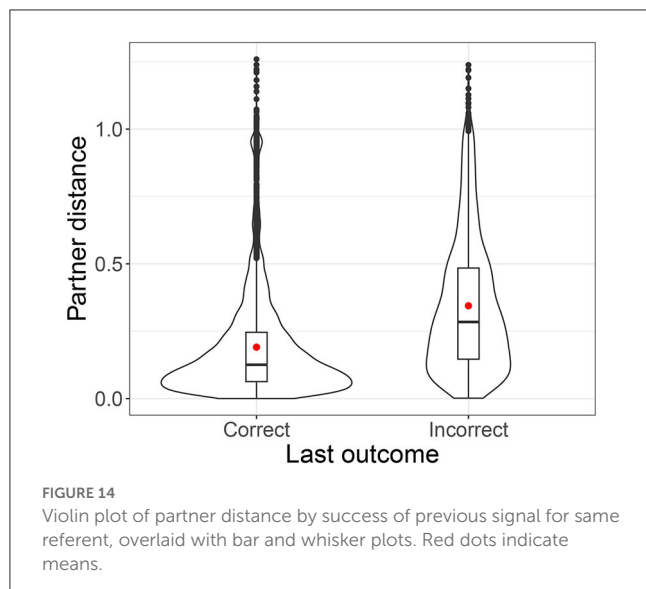 Partner distance
1.0
0.5
0.0
Correct
Incorrect
Last outcome
FIGURE 14
Violin plot of partner distance by success of previous signal for same
referent, overlaid with bar and whisker plots. Red dots indicate
means.